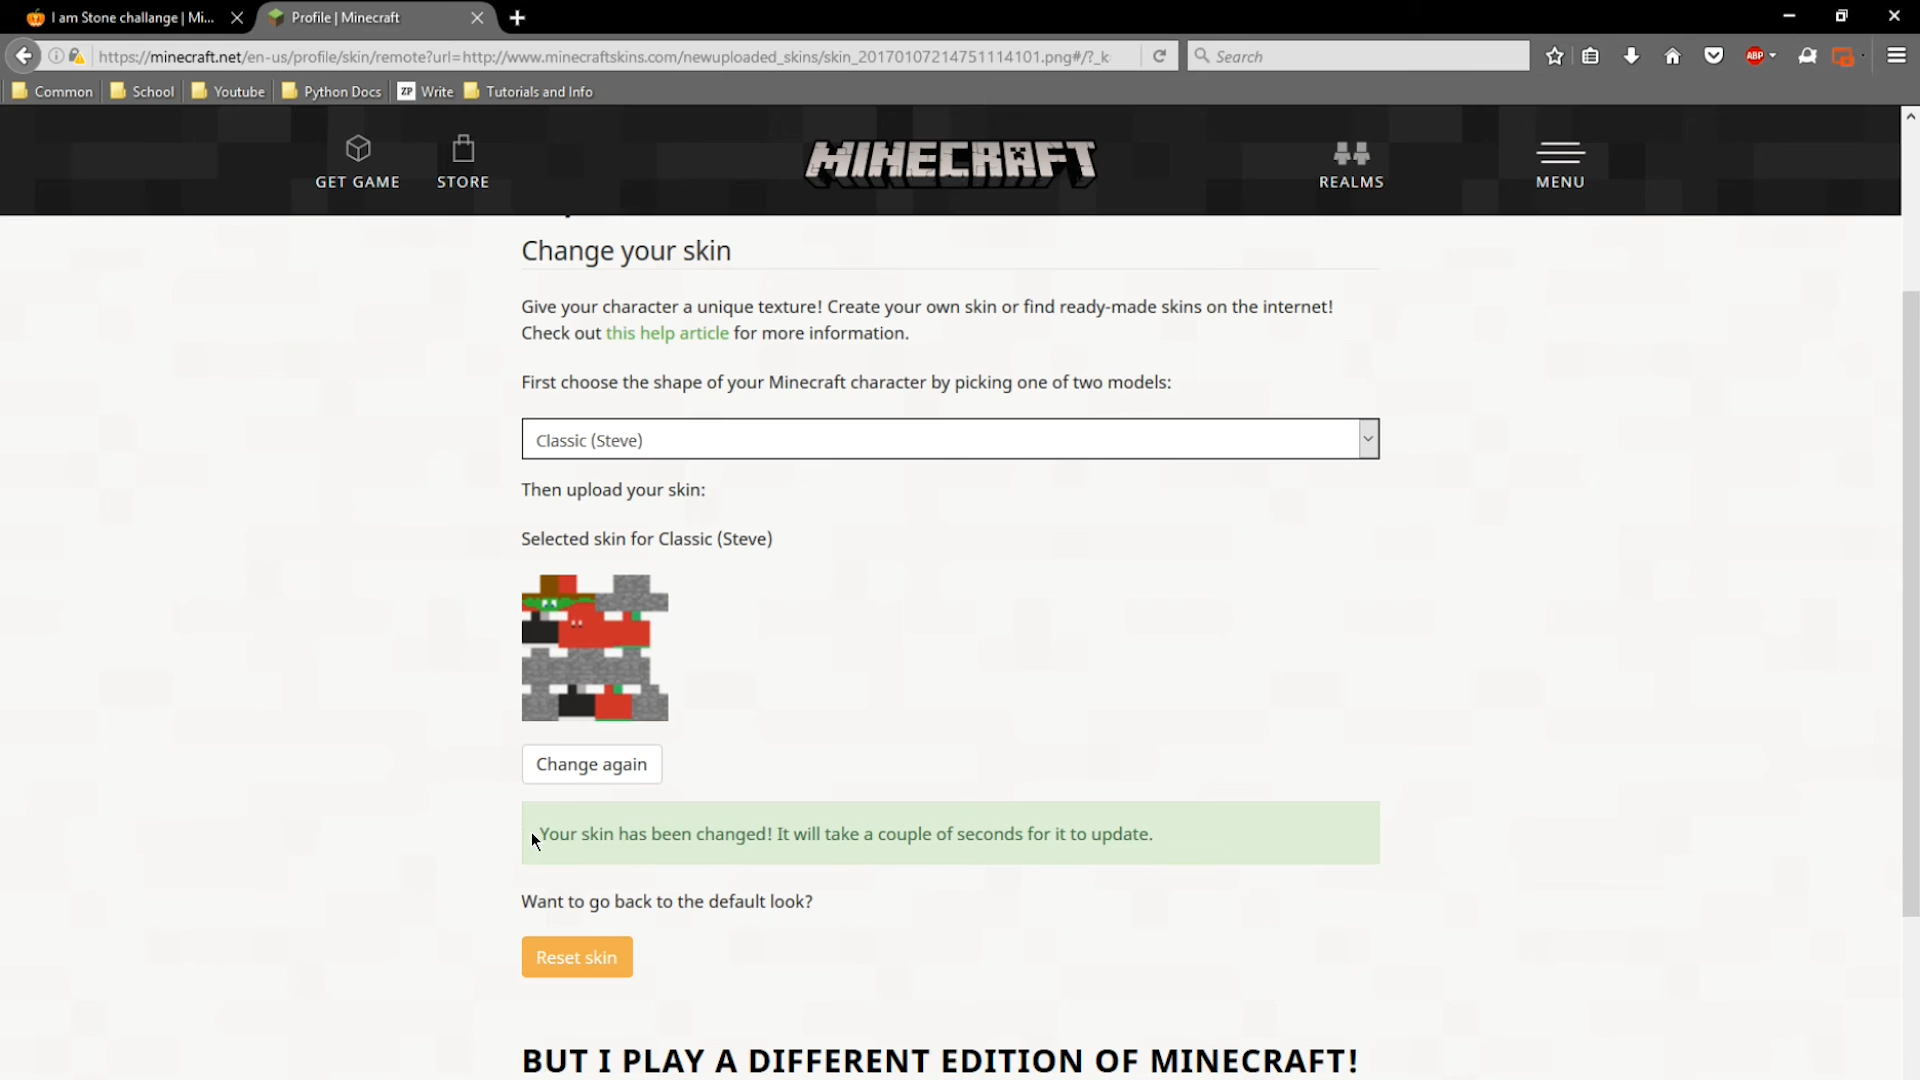 I am Stone challange | Mi...
Profile | Minecraft
https://minecraft.net/en-us/profile/skin/remote?url=http://www.minecraftskins.com/newuploaded_skins/skin_20170107214751114101.png#/?_k
Search
ABP
Common
School
Youtube
Python Docs
ZP Write
Tutorials and Info
GET GAME
STORE
MINECRAFT
REALMS
MENU
Change your skin
Give your character a unique texture! Create your own skin or find ready-made skins on the internet!
Check out this help article for more information.
First choose the shape of your Minecraft character by picking one of two models:
Classic (Steve)
Then upload your skin:
Selected skin for Classic (Steve)
Change again
Your skin has been changed! It will take a couple of seconds for it to update.
Want to go back to the default look?
Reset skin
BUT I PLAY A DIFFERENT EDITION OF MINECRAFT!